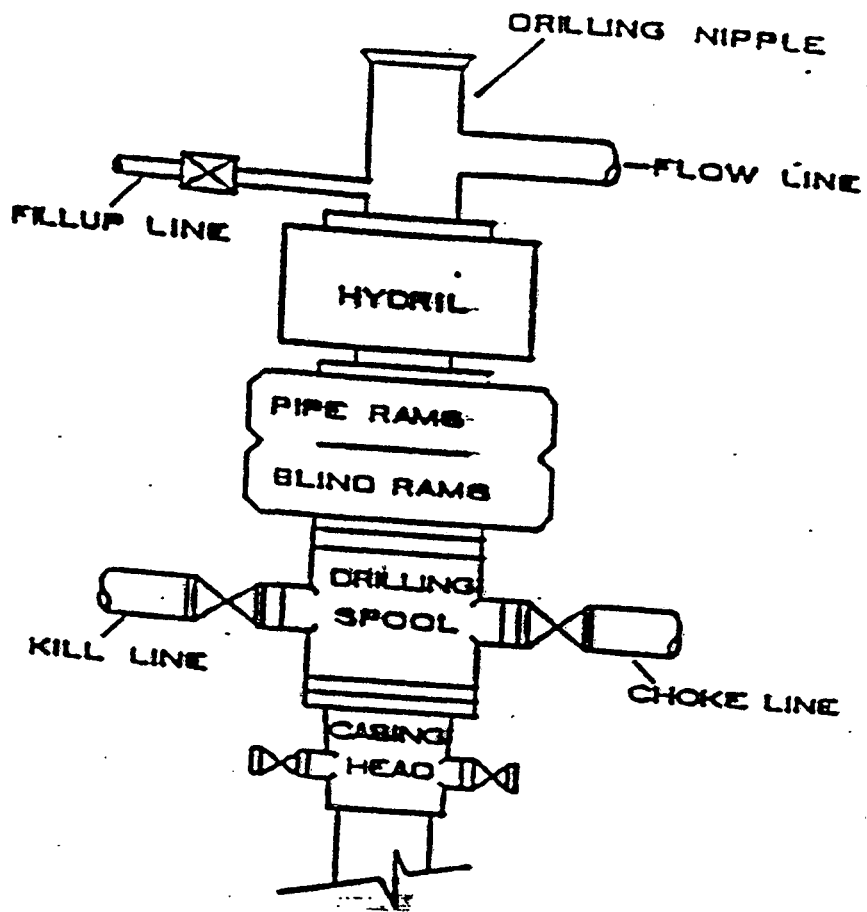 DRILLING NIPPLE
FLOW LINE
FILLUP LINE
HYDRIL
PIPE RAMS
BLIND RAMS
DRILLING
SPOOL
KILL LINE
CHOKE LINE
CASING
HEAD